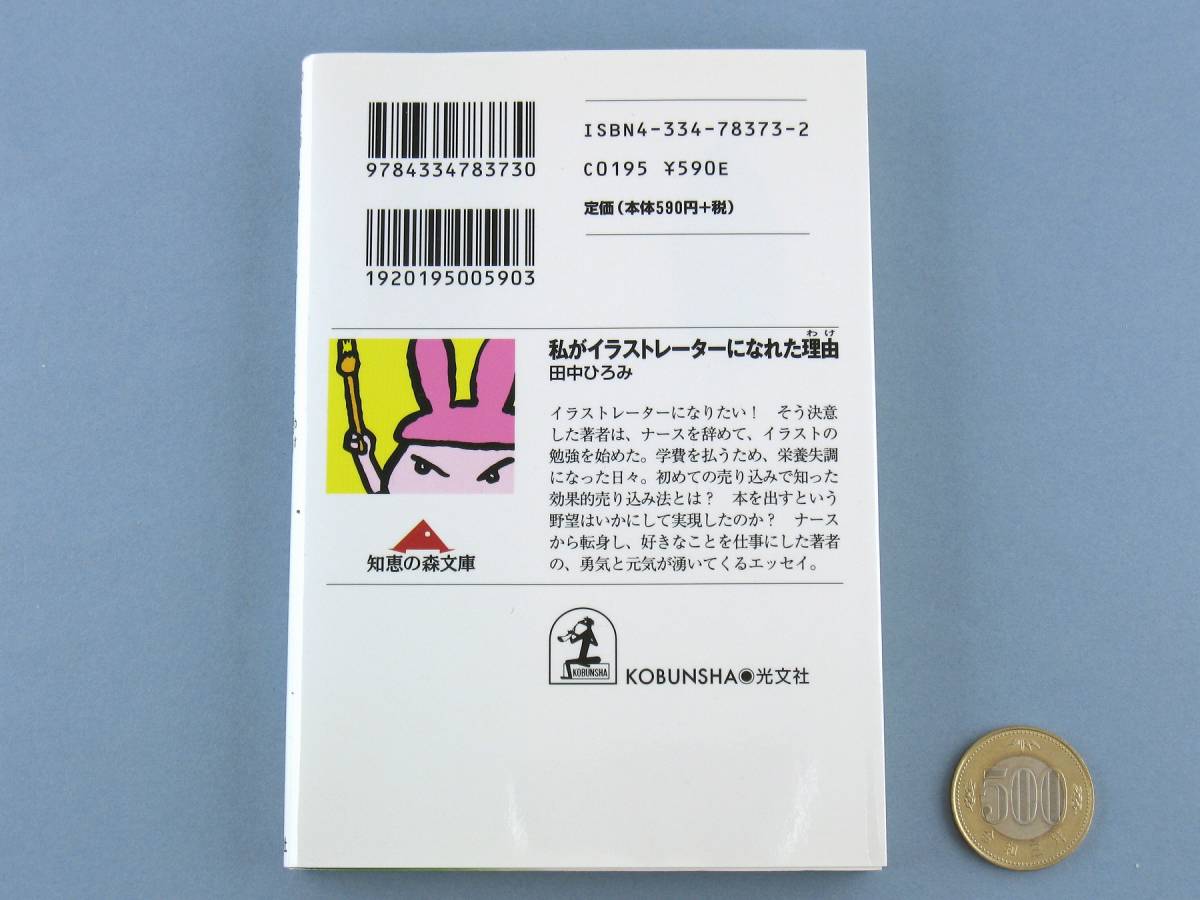 9784334783730
1920195005903
ISBN4-334-78373-2
C0195 ¥590E
定価(本体590円+税)
わけ
私がイラストレーターになれた理由
田中ひろみ
イラストレーターになりたい! そう決意
した著者は、ナースを辞めて、イラストの
勉強を始めた。学費を払うため、栄養失調
になった日々。初めての売り込みで知った
効果的売り込み法とは? 本を出すという
野望はいかにして実現したのか? ナース
から転身し、好きなことを仕事にした著者
の、勇気と元気が湧いてくるエッセイ。
知恵の森文庫
KOBUNSHA
KOBUNSHA◉光文社
500